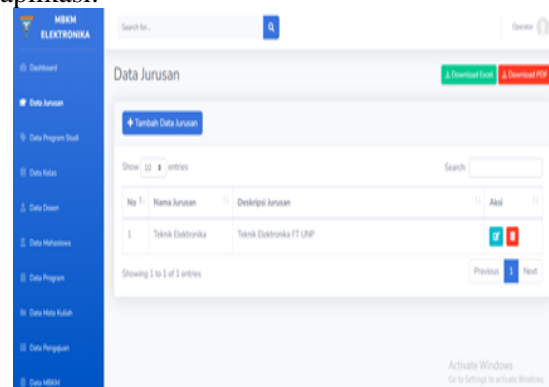 aplikasi.
MBKM
ELEKTRONIKA
Search for...
Operator
Dashboard
Data Jurusan
Data Program Studi
Data Kelas
Data Dosen
Data Mahasiswa
Data Program
Data Mata Kuliah
Data Pengajuan
Data MBKM
Data Jurusan
Download Excel
Download PDF
+ Tambah Data Jurusan
Show 10 entries
Search:
No Nama Jurusan Deskripsi Jurusan Aksi
1 Teknik Elektronika Teknik Elektronika FT UNP
Showing 1 to 1 of 1 entries
Previous 1 Next
Activate Windows
Go to Settings to activate Windows.